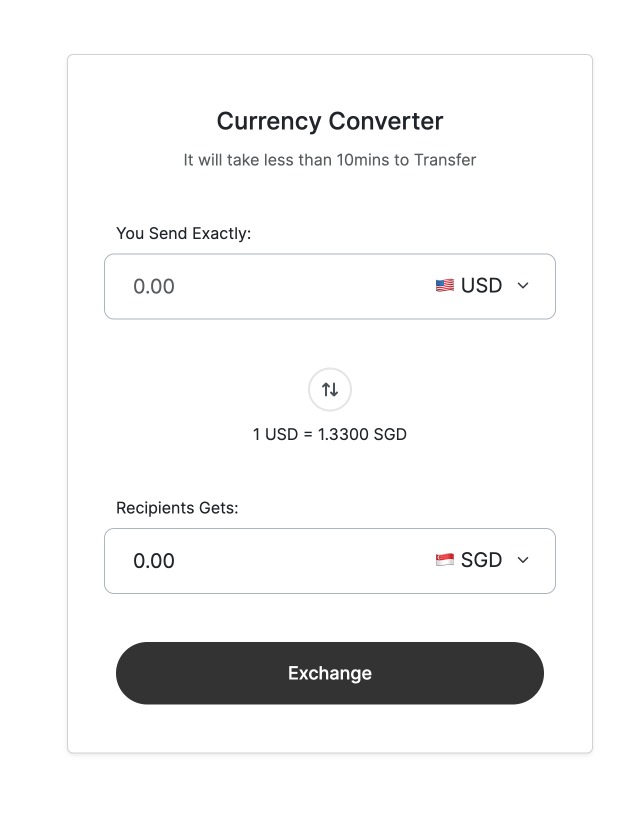 Currency Converter
It will take less than 10mins to Transfer
You Send Exactly:
0.00 USD
1 USD = 1.3300 SGD
Recipients Gets:
0.00 SGD
Exchange